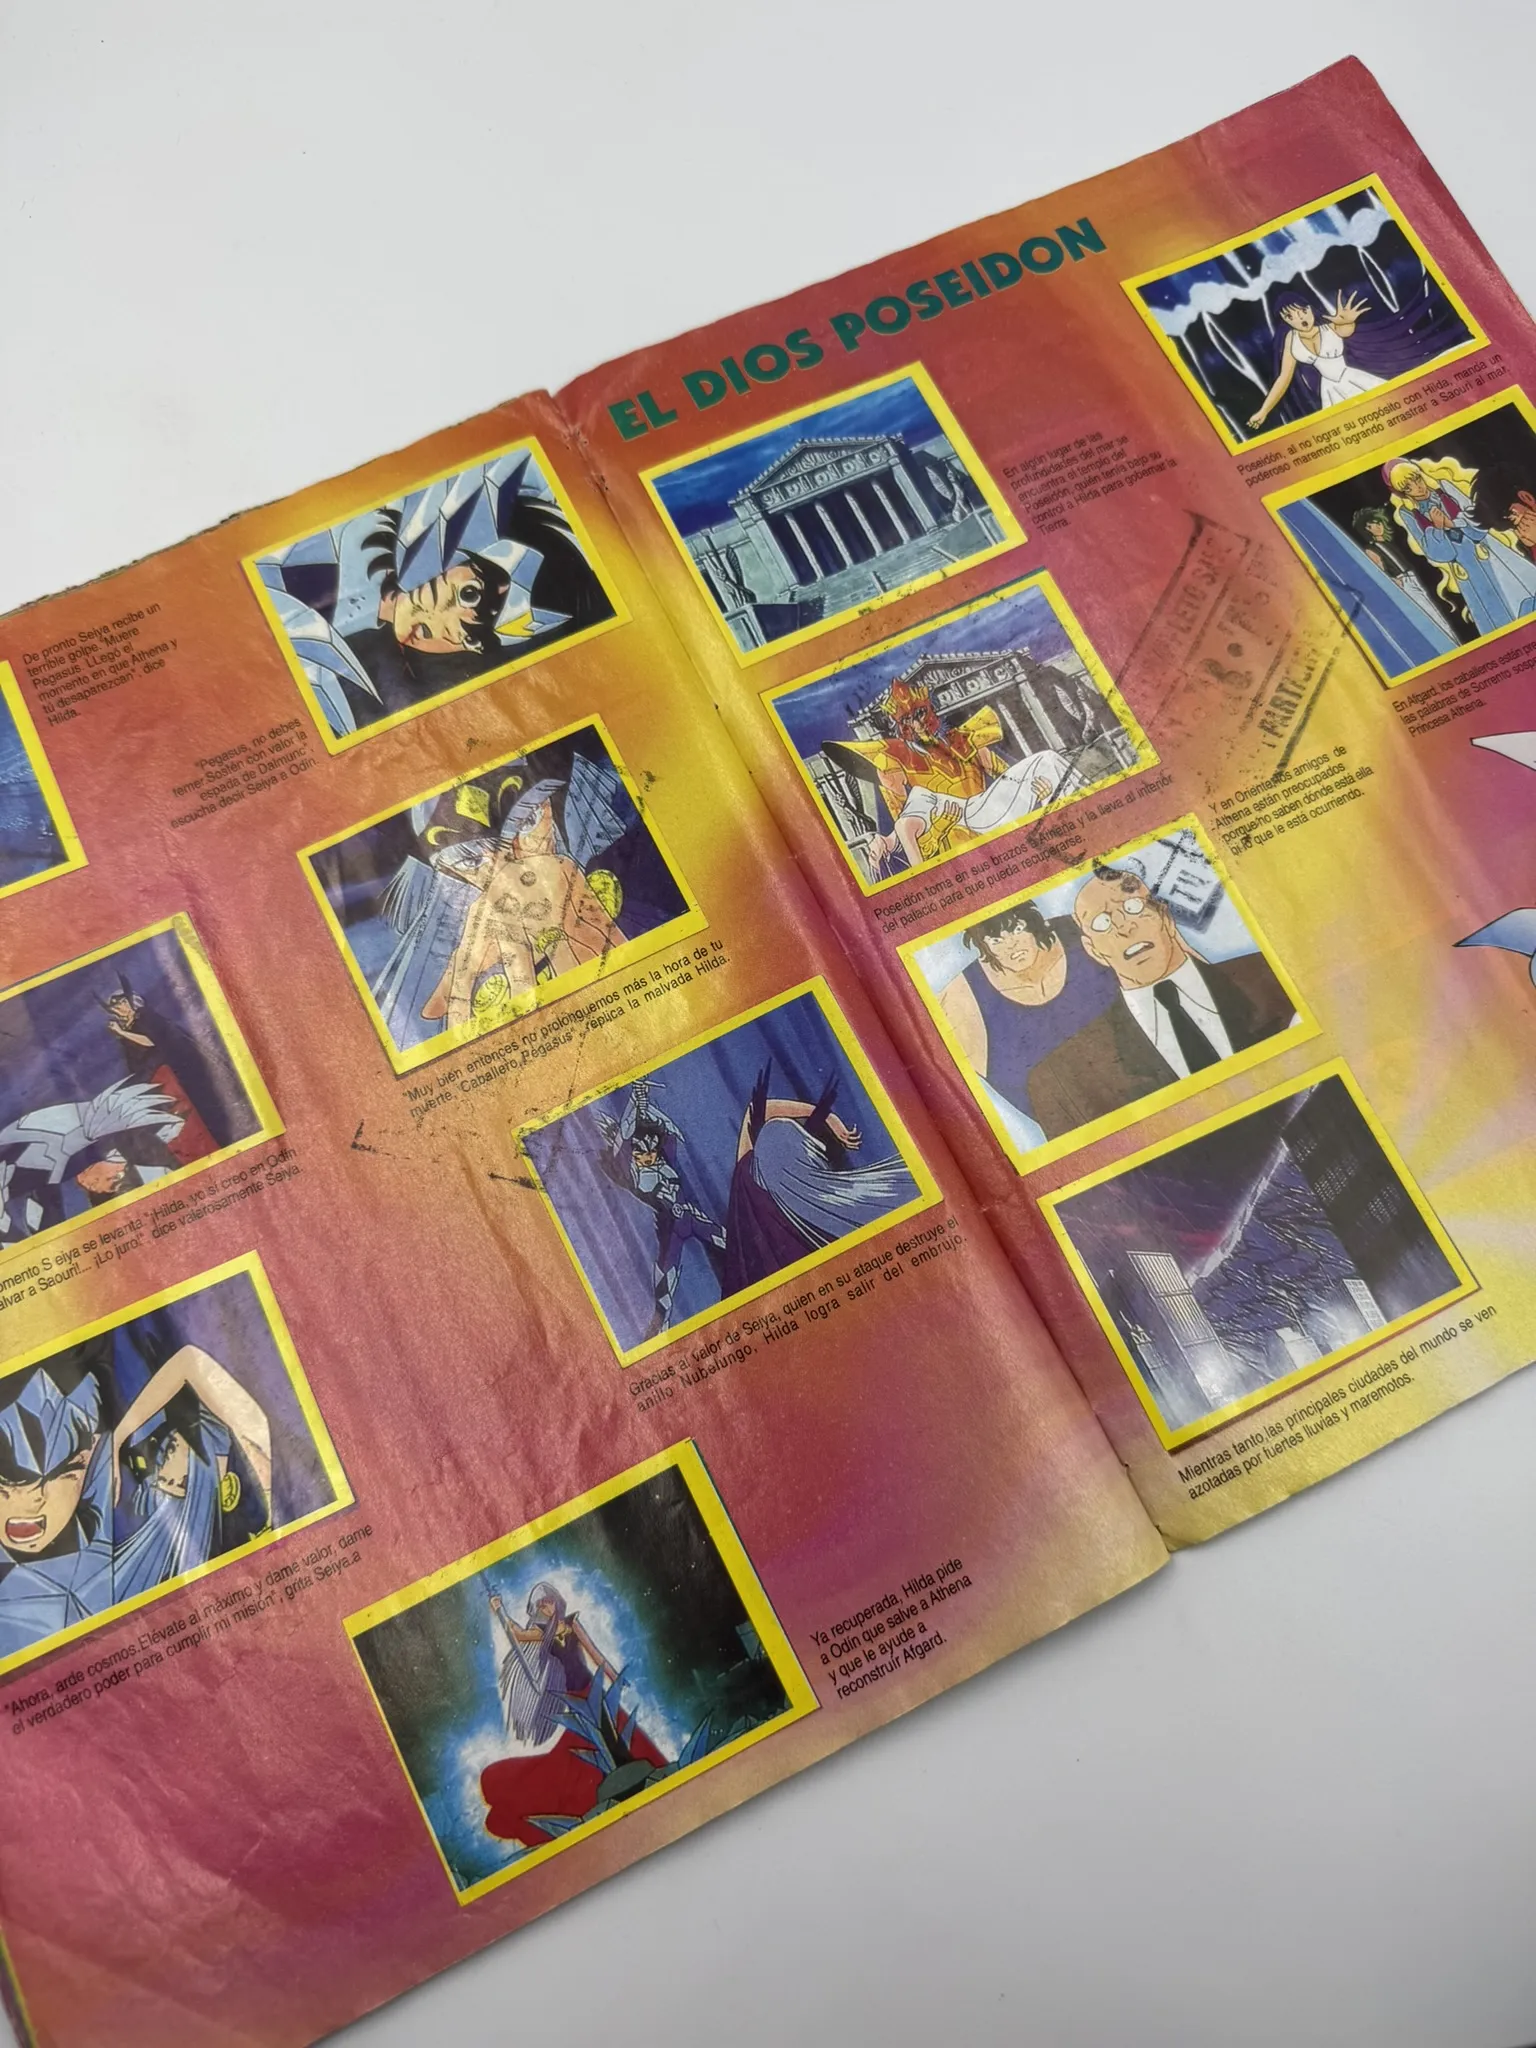 De pronto Seiya recibe un
terrible golpe. "Muere
Pegasus. LLegó el
momento en que Athena y
tú desaparezcan", dice
Hilda.
"Pegasus, no debes
temer. Sostén con valor la
espada de Daimunc",
escucha decir Seiya a Odín.
"Muy bien entonces no prolonguemos más la hora de tu
muerte, Caballero Pegasus", replica la malvada Hilda.
omento S eiya se levanta. "¡Hilda, yo sí creo en Odín
alvar a Saouri!.... ¡Lo juro!", dice valerosamente Seiya.
Gracias al valor de Seiya, quien en su ataque destruye el
anillo Nubelungo, Hilda logra salir del embrujo.
"Ahora, arde cosmos.Elévate al máximo y dame valor, dame
el verdadero poder para cumplir mi misión", grita Seiya.a
Ya recuperada, Hilda pide
a Odín que salve a Athena
y que le ayude a
reconstruir Afgard.
EL DIOS POSEIDON
En algún lugar de las
profundidades del mar se
encuentra el templo del
Poseidón, quién tenía bajo su
control a Hilda para gobernar la
Tierra.
Poseidón toma en sus brazos a Athena y la lleva al interior
del palacio para que pueda recuperarse.
Poseidón, al no lograr su propósito con Hilda, manda un
poderoso maremoto logrando arrastrar a Saouri al mar.
En Afgard, los caballeros están pre
las palabras de Sorrento sosp
Princesa Athena.
Y en Oriente los amigos de
Athena están preocupados
porque no saben dónde está ella
ni lo que le está ocurriendo.
Mientras tanto,las principales ciudades del mundo se ven
azotadas por fuertes lluvias y maremotos.